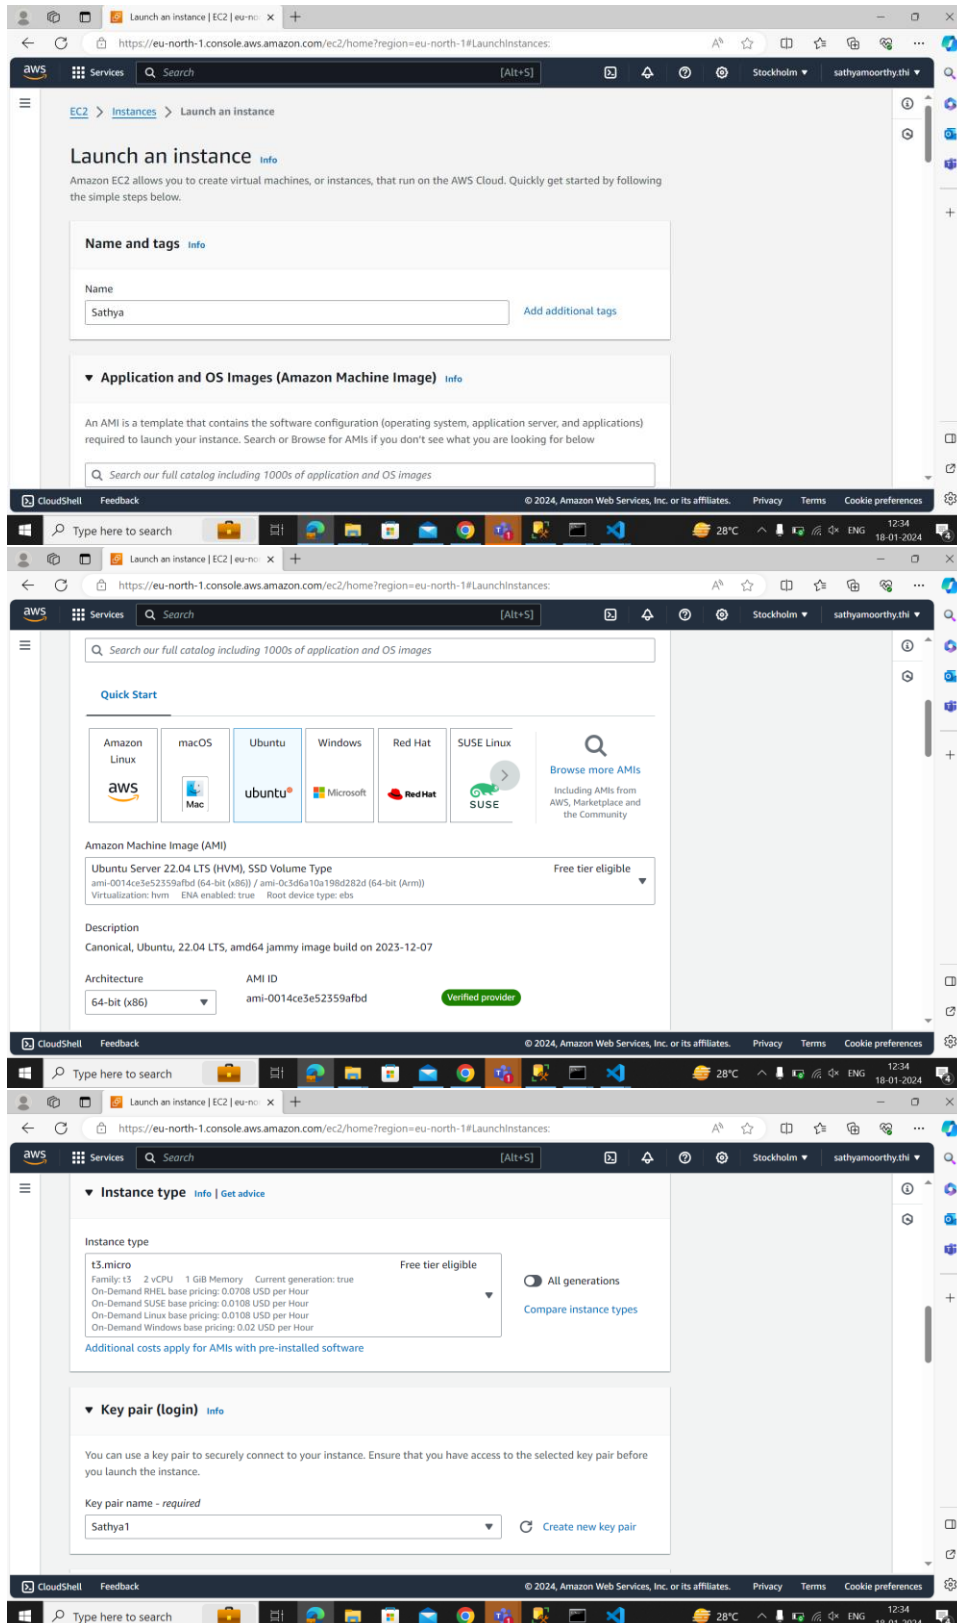 Launch an instance | EC2 | eu-no
https://eu-north-1.console.aws.amazon.com/ec2/home?region=eu-north-1#LaunchInstances:
aws Services Search [Alt+S] Stockholm sathyamoorthy.thi
EC2 > Instances > Launch an instance
Launch an instance Info
Amazon EC2 allows you to create virtual machines, or instances, that run on the AWS Cloud. Quickly get started by following
the simple steps below.
Name and tags Info
Name
Sathya Add additional tags
Application and OS Images (Amazon Machine Image) Info
An AMI is a template that contains the software configuration (operating system, application server, and applications)
required to launch your instance. Search or Browse for AMIs if you don't see what you are looking for below
Search our full catalog including 1000s of application and OS images
CloudShell Feedback © 2024, Amazon Web Services, Inc. or its affiliates. Privacy Terms Cookie preferences
Type here to search 28°C ENG 12:34
18-01-2024
Launch an instance | EC2 | eu-no
https://eu-north-1.console.aws.amazon.com/ec2/home?region=eu-north-1#LaunchInstances:
aws Services Search [Alt+S] Stockholm sathyamoorthy.thi
Search our full catalog including 1000s of application and OS images
Quick Start
Amazon Linux
aws
macOS
Mac
Ubuntu
ubuntu
Windows
Microsoft
Red Hat
Red Hat
SUSE Linux
SUSE
Browse more AMIs
Including AMIs from
AWS, Marketplace and
the Community
Amazon Machine Image (AMI)
Ubuntu Server 22.04 LTS (HVM), SSD Volume Type Free tier eligible
ami-0014ce3e52359afbd (64-bit (x86)) / ami-0c3d6a10a198d282d (64-bit (Arm))
Virtualization: hvm ENA enabled: true Root device type: ebs
Description
Canonical, Ubuntu, 22.04 LTS, amd64 jammy image build on 2023-12-07
Architecture AMI ID
64-bit (x86) ami-0014ce3e52359afbd Verified provider
CloudShell Feedback © 2024, Amazon Web Services, Inc. or its affiliates. Privacy Terms Cookie preferences
Type here to search 28°C ENG 12:34
18-01-2024
Launch an instance | EC2 | eu-no
https://eu-north-1.console.aws.amazon.com/ec2/home?region=eu-north-1#LaunchInstances:
aws Services Search [Alt+S] Stockholm sathyamoorthy.thi
Instance type Info | Get advice
Instance type
t3.micro Free tier eligible
Family: t3 2 vCPU 1 GiB Memory Current generation: true
On-Demand RHEL base pricing: 0.0708 USD per Hour
On-Demand SUSE base pricing: 0.0108 USD per Hour
On-Demand Linux base pricing: 0.0108 USD per Hour
On-Demand Windows base pricing: 0.02 USD per Hour
All generations
Compare instance types
Additional costs apply for AMIs with pre-installed software
Key pair (login) Info
You can use a key pair to securely connect to your instance. Ensure that you have access to the selected key pair before
you launch the instance.
Key pair name - required
Sathya1 Create new key pair
CloudShell Feedback © 2024, Amazon Web Services, Inc. or its affiliates. Privacy Terms Cookie preferences
Type here to search 28°C ENG 12:34
18-01-2024